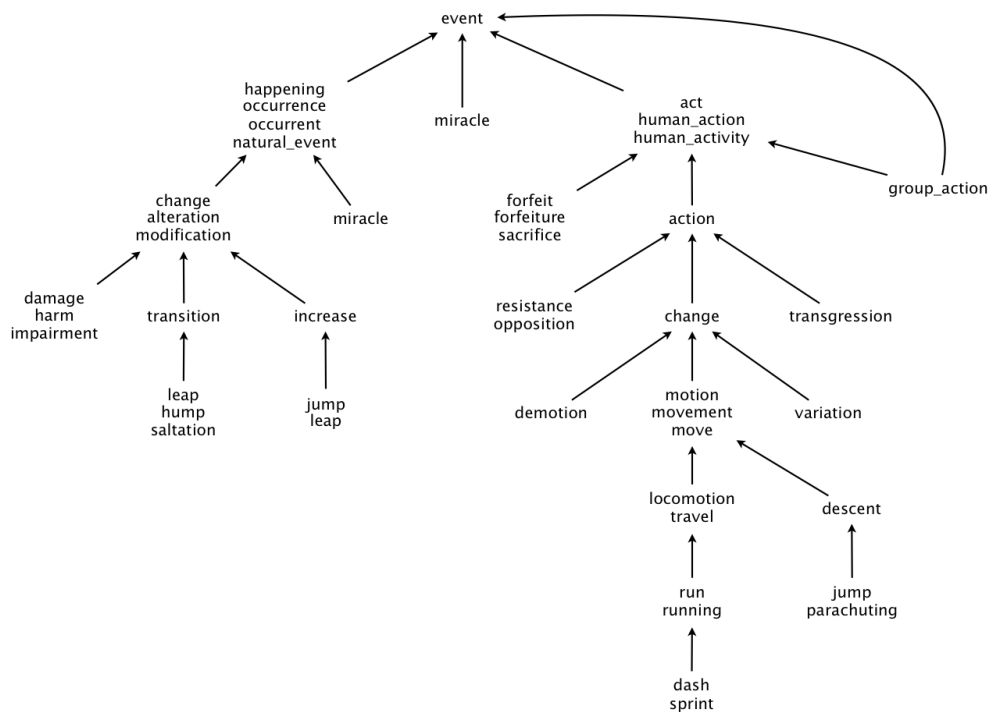 event
happening
occurrence
occurrent
natural_event
miracle
act
human_action
human_activity
group_action
change
alteration
modification
miracle
forfeit
forfeiture
sacrifice
action
damage
harm
impairment
transition
increase
resistance
opposition
change
transgression
leap
hump
saltation
jump
leap
demotion
motion
movement
move
variation
locomotion
travel
descent
run
running
jump
parachuting
dash
sprint